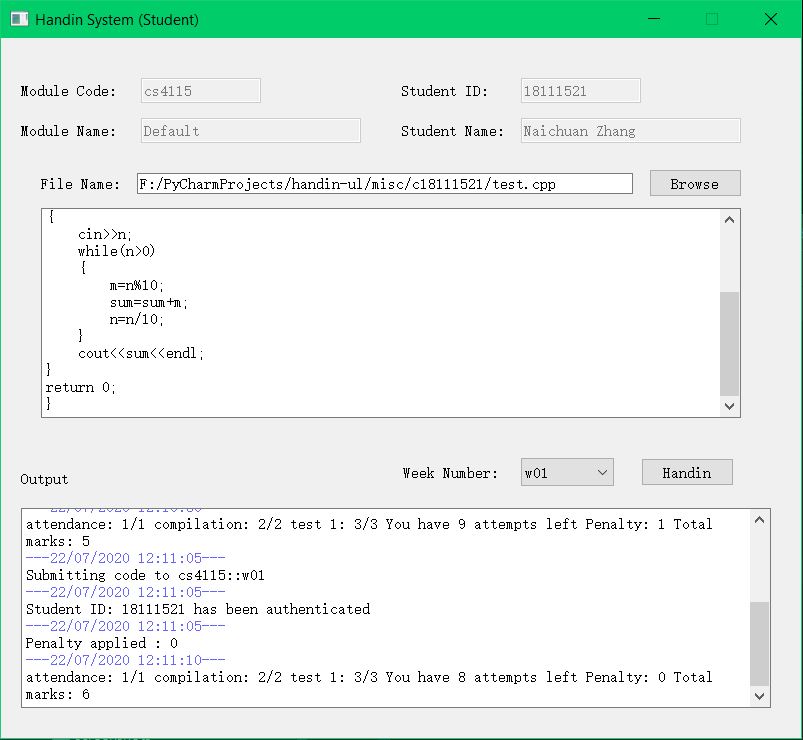 Handin System (Student)
Module Code: cs4115 Student ID: 18111521
Module Name: Default Student Name: Naichuan Zhang
File Name: F:/PyCharmProjects/handin-ul/misc/c18111521/test.cpp Browse
{
cin>>n;
while(n>0)
{
m=n%10;
sum=sum+m;
n=n/10;
}
cout<<sum<<endl;
}
return 0;
}
Output Week Number: w01 Handin
---22/07/2020
attendance: 1/1 compilation: 2/2 test 1: 3/3 You have 9 attempts left Penalty: 1 Total
marks: 5
---22/07/2020 12:11:05---
Submitting code to cs4115::w01
---22/07/2020 12:11:05---
Student ID: 18111521 has been authenticated
---22/07/2020 12:11:05---
Penalty applied : 0
---22/07/2020 12:11:10---
attendance: 1/1 compilation: 2/2 test 1: 3/3 You have 8 attempts left Penalty: 0 Total
marks: 6